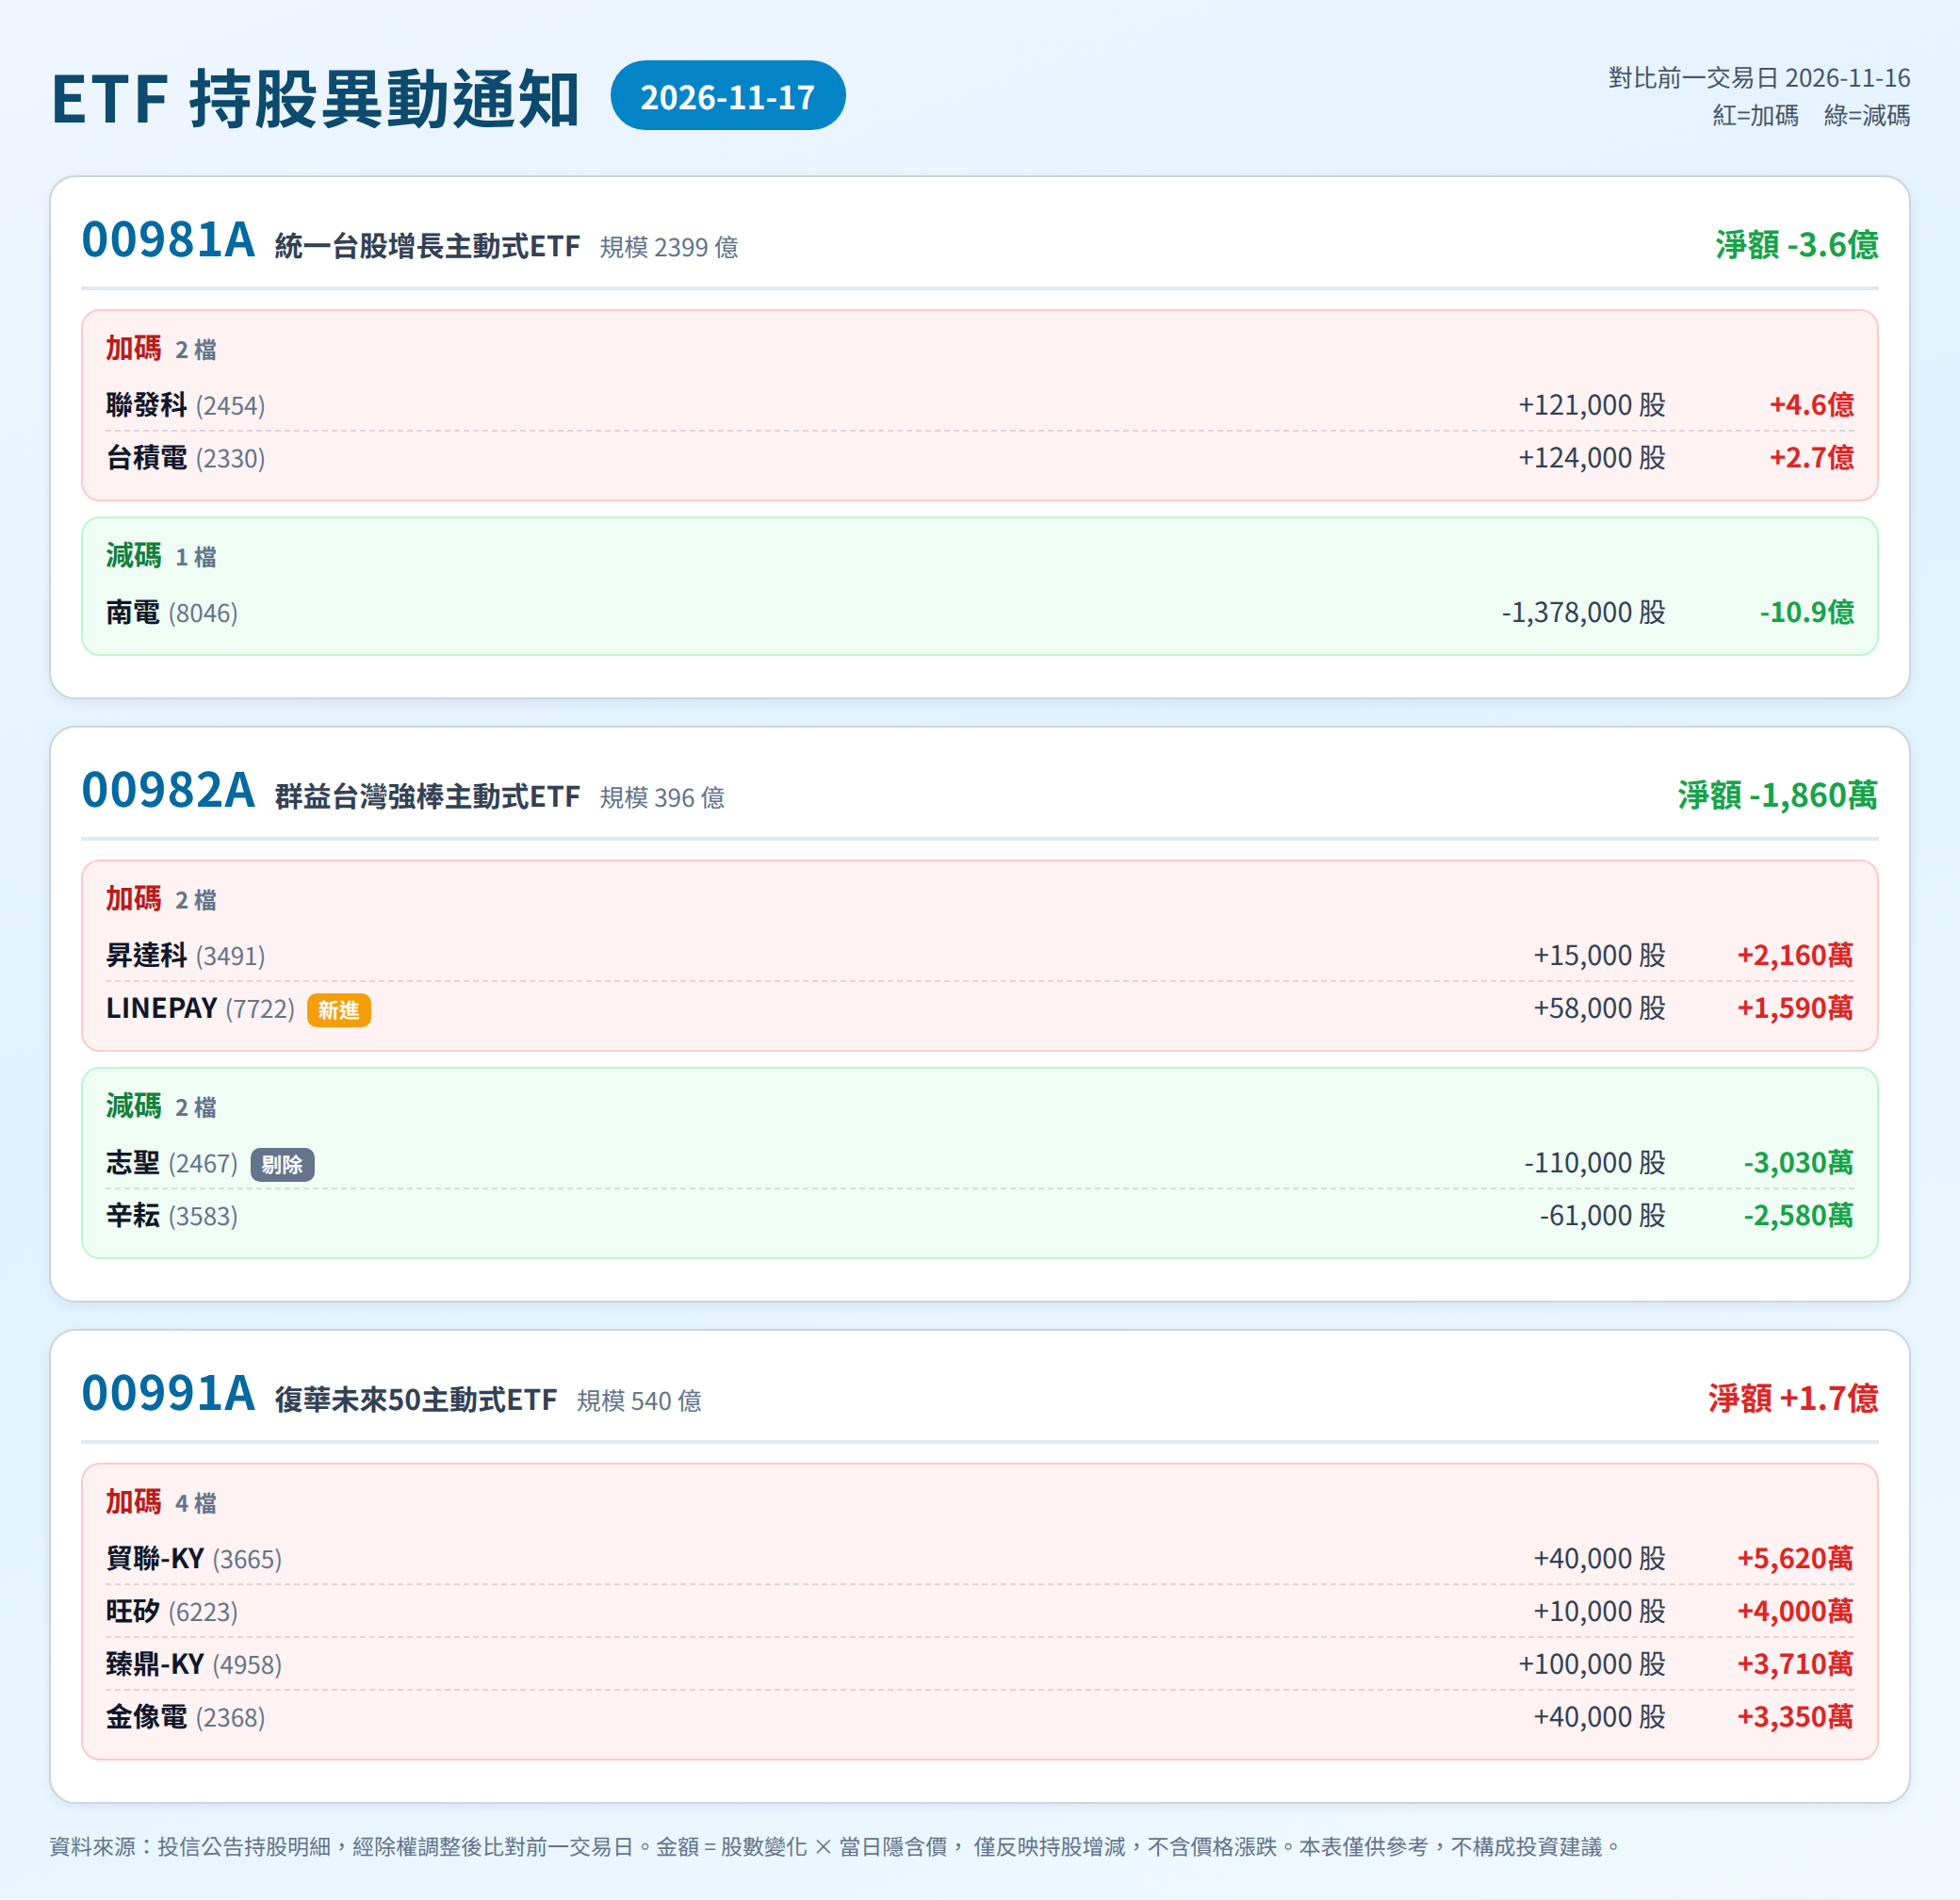 ETF 持股異動通知 2026-11-17
對比前一交易日 2026-11-16
紅=加碼 綠=減碼
00981A 統一台股增長主動式ETF 規模 2399 億 淨額 -3.6億
加碼 2 檔
聯發科 (2454) +121,000 股 +4.6億
台積電 (2330) +124,000 股 +2.7億
減碼 1 檔
南電 (8046) -1,378,000 股 -10.9億
00982A 群益台灣強棒主動式ETF 規模 396 億 淨額 -1,860萬
加碼 2 檔
昇達科 (3491) +15,000 股 +2,160萬
LINEPAY (7722) 新進 +58,000 股 +1,590萬
減碼 2 檔
志聖 (2467) 剔除 -110,000 股 -3,030萬
辛耘 (3583) -61,000 股 -2,580萬
00991A 復華未來50主動式ETF 規模 540 億 淨額 +1.7億
加碼 4 檔
貿聯-KY (3665) +40,000 股 +5,620萬
旺矽 (6223) +10,000 股 +4,000萬
臻鼎-KY (4958) +100,000 股 +3,710萬
金像電 (2368) +40,000 股 +3,350萬
資料來源：投信公告持股明細，經除權調整後比對前一交易日。金額 = 股數變化 × 當日隱含價， 僅反映持股增減，不含價格漲跌。本表僅供參考，不構成投資建議。